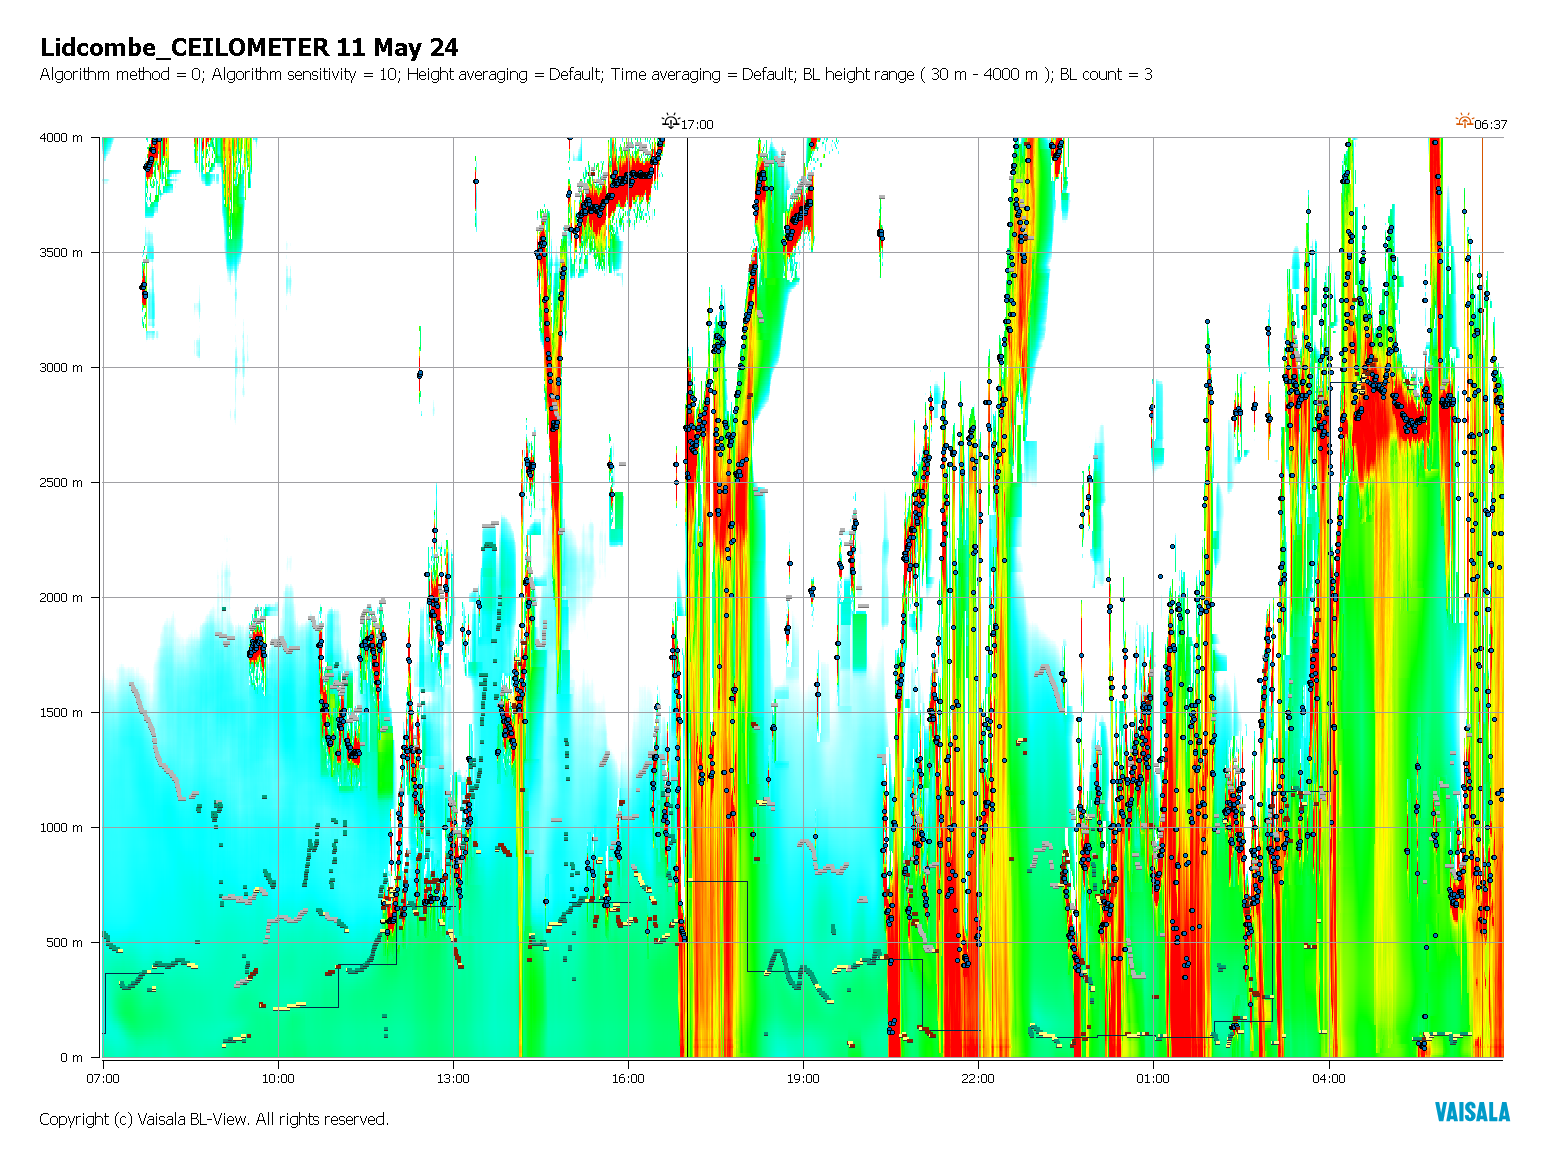 Lidcombe_CEILOMETER 11 May 24
Algorithm method = 0; Algorithm sensitivity = 10; Height averaging = Default; Time averaging = Default; BL height range ( 30 m - 4000 m ); BL count = 3
17:00 06:37
4000 m
3500 m
3000 m
2500 m
2000 m
1500 m
1000 m
500 m
0 m
07:00 10:00 13:00 16:00 19:00 22:00 01:00 04:00
Copyright (c) Vaisala BL-View. All rights reserved.
VAISALA